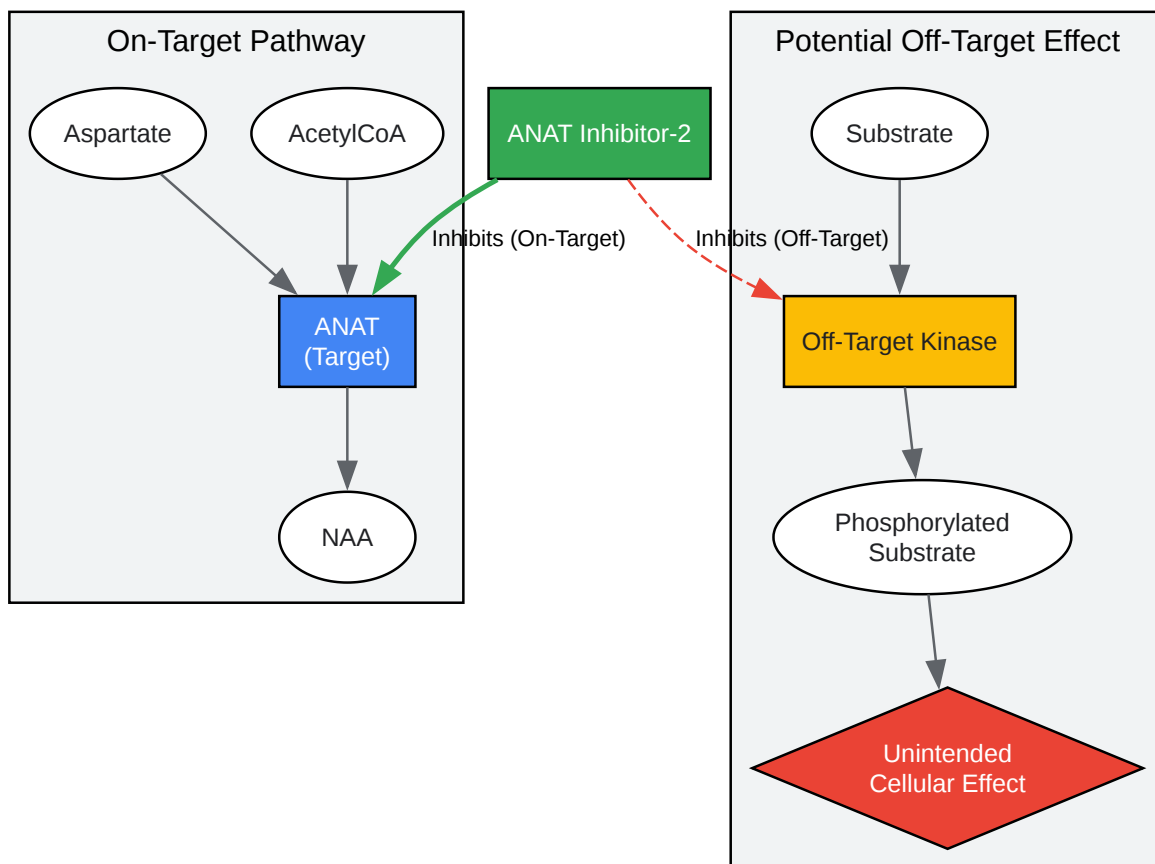 On-Target Pathway
Potential Off-Target Effect
Aspartate
AcetylCoA
ANAT Inhibitor-2
Substrate
Inhibits (On-Target)
Inhibits (Off-Target)
ANAT
(Target)
Off-Target Kinase
NAA
Phosphorylated
Substrate
Unintended
Cellular Effect